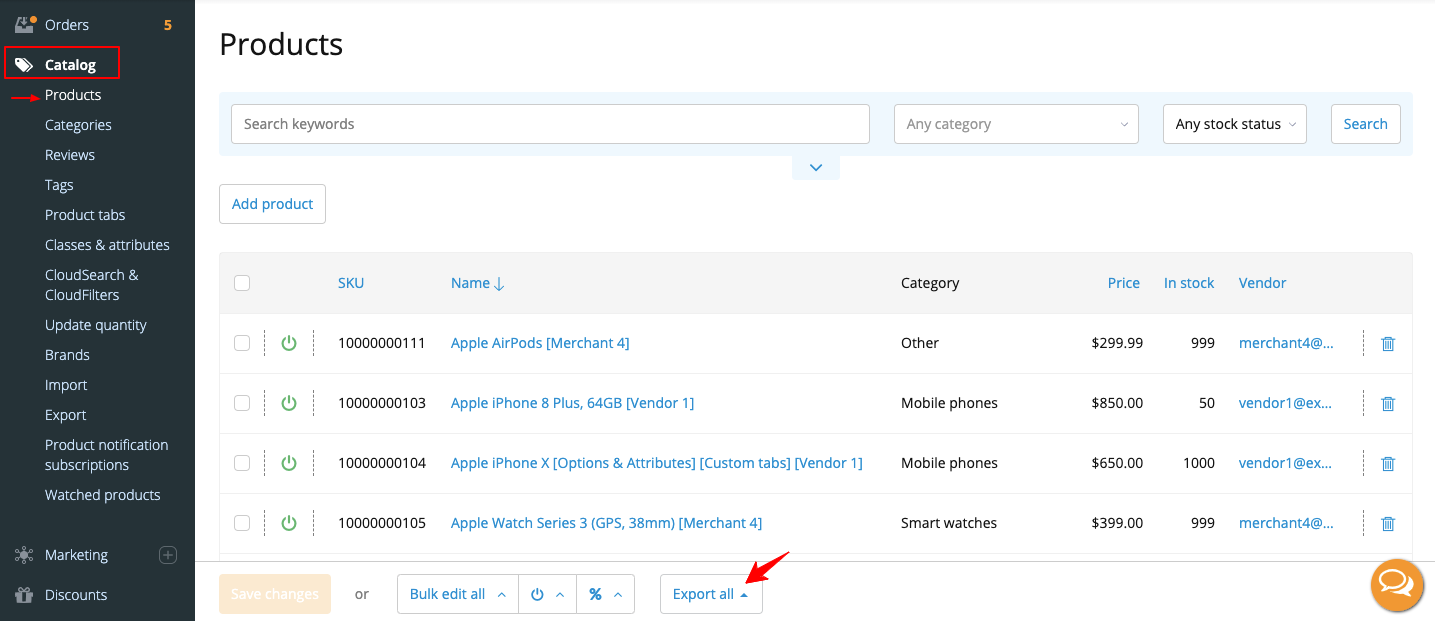 Orders 5
Catalog
Products
Categories
Reviews
Tags
Product tabs
Classes & attributes
CloudSearch &
CloudFilters
Update quantity
Brands
Import
Export
Product notification
subscriptions
Watched products
Marketing
Discounts
Products
Search keywords Any category Any stock status Search
Add product
SKU Name Category Price In stock Vendor
10000000111 Apple AirPods [Merchant 4] Other $299.99 999 merchant4@...
10000000103 Apple iPhone 8 Plus, 64GB [Vendor 1] Mobile phones $850.00 50 vendor1@ex...
10000000104 Apple iPhone X [Options & Attributes] [Custom tabs] [Vendor 1] Mobile phones $650.00 1000 vendor1@ex...
10000000105 Apple Watch Series 3 (GPS, 38mm) [Merchant 4] Smart watches $399.00 999 merchant4@...
Save changes or Bulk edit all % Export all